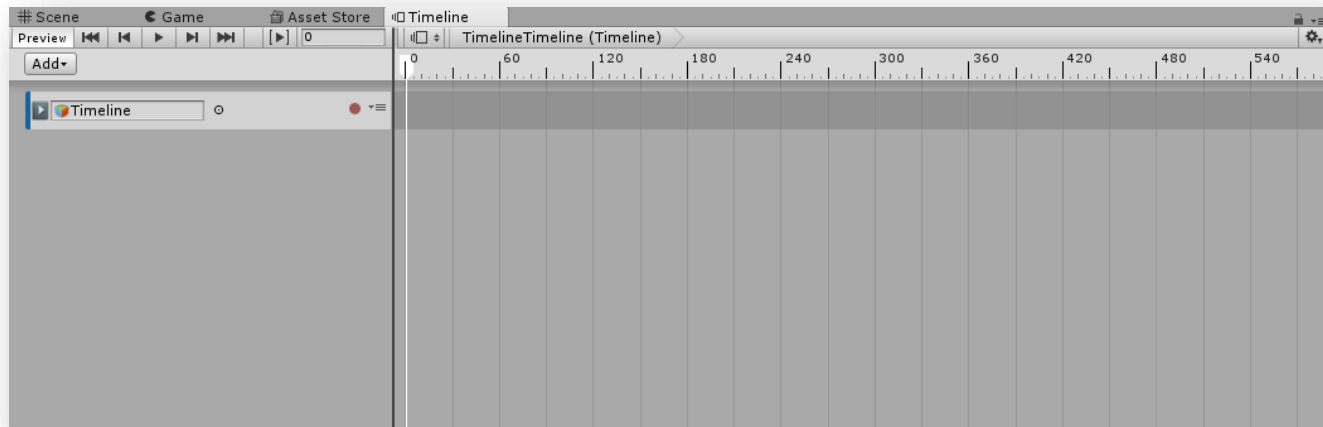 Scene Game Asset Store Timeline
Preview 0 TimelineTimeline (Timeline)
Add 0 60 120 180 240 300 360 420 480 540
Timeline